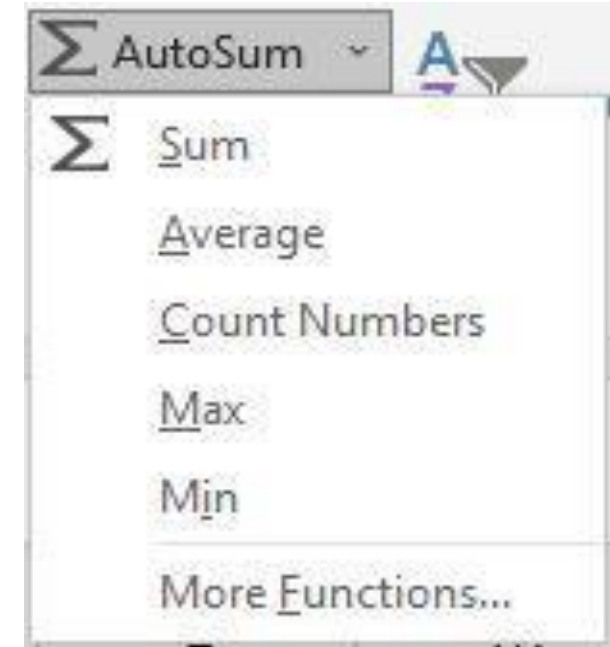 Σ AutoSum
Σ Sum
Average
Count Numbers
Max
Min
More Functions...